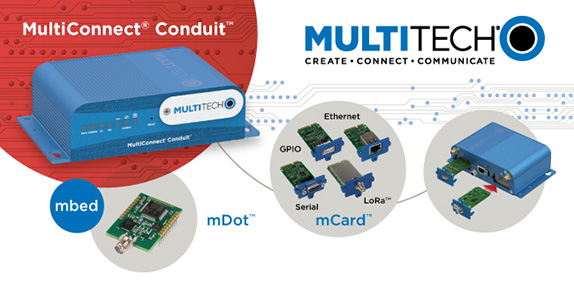 MultiConnect® Conduit™
MULTITECH®
CREATE • CONNECT • COMMUNICATE
MULTITECH
MultiConnect® Conduit™
Ethernet
GPIO
Serial
LoRa™
mCard™
mbed
mDot™